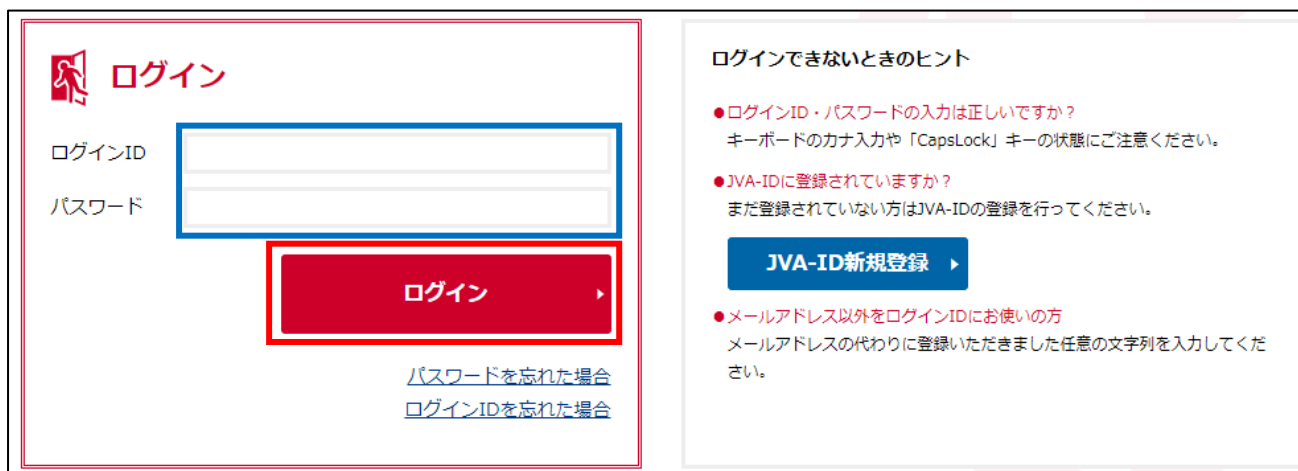 ログイン
ログインID
パスワード
ログイン
パスワードを忘れた場合
ログインIDを忘れた場合
ログインできないときのヒント
●ログインID・パスワードの入力は正しいですか？
キーボードのカナ入力や「CapsLock」キーの状態にご注意ください。
●JVA-IDに登録されていますか？
まだ登録されていない方はJVA-IDの登録を行ってください。
JVA-ID新規登録
●メールアドレス以外をログインIDにお使いの方
メールアドレスの代わりに登録いただきました任意の文字列を入力してくだ
さい。